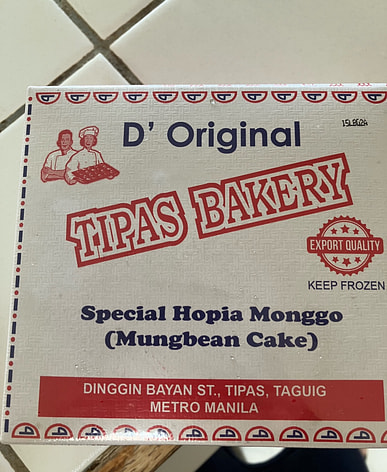 D' Original
TIPAS BAKERY
EXPORT QUALITY
KEEP FROZEN
Special Hopia Monggo
(Mungbean Cake)
DINGGIN BAYAN ST., TIPAS, TAGUIG
METRO MANILA